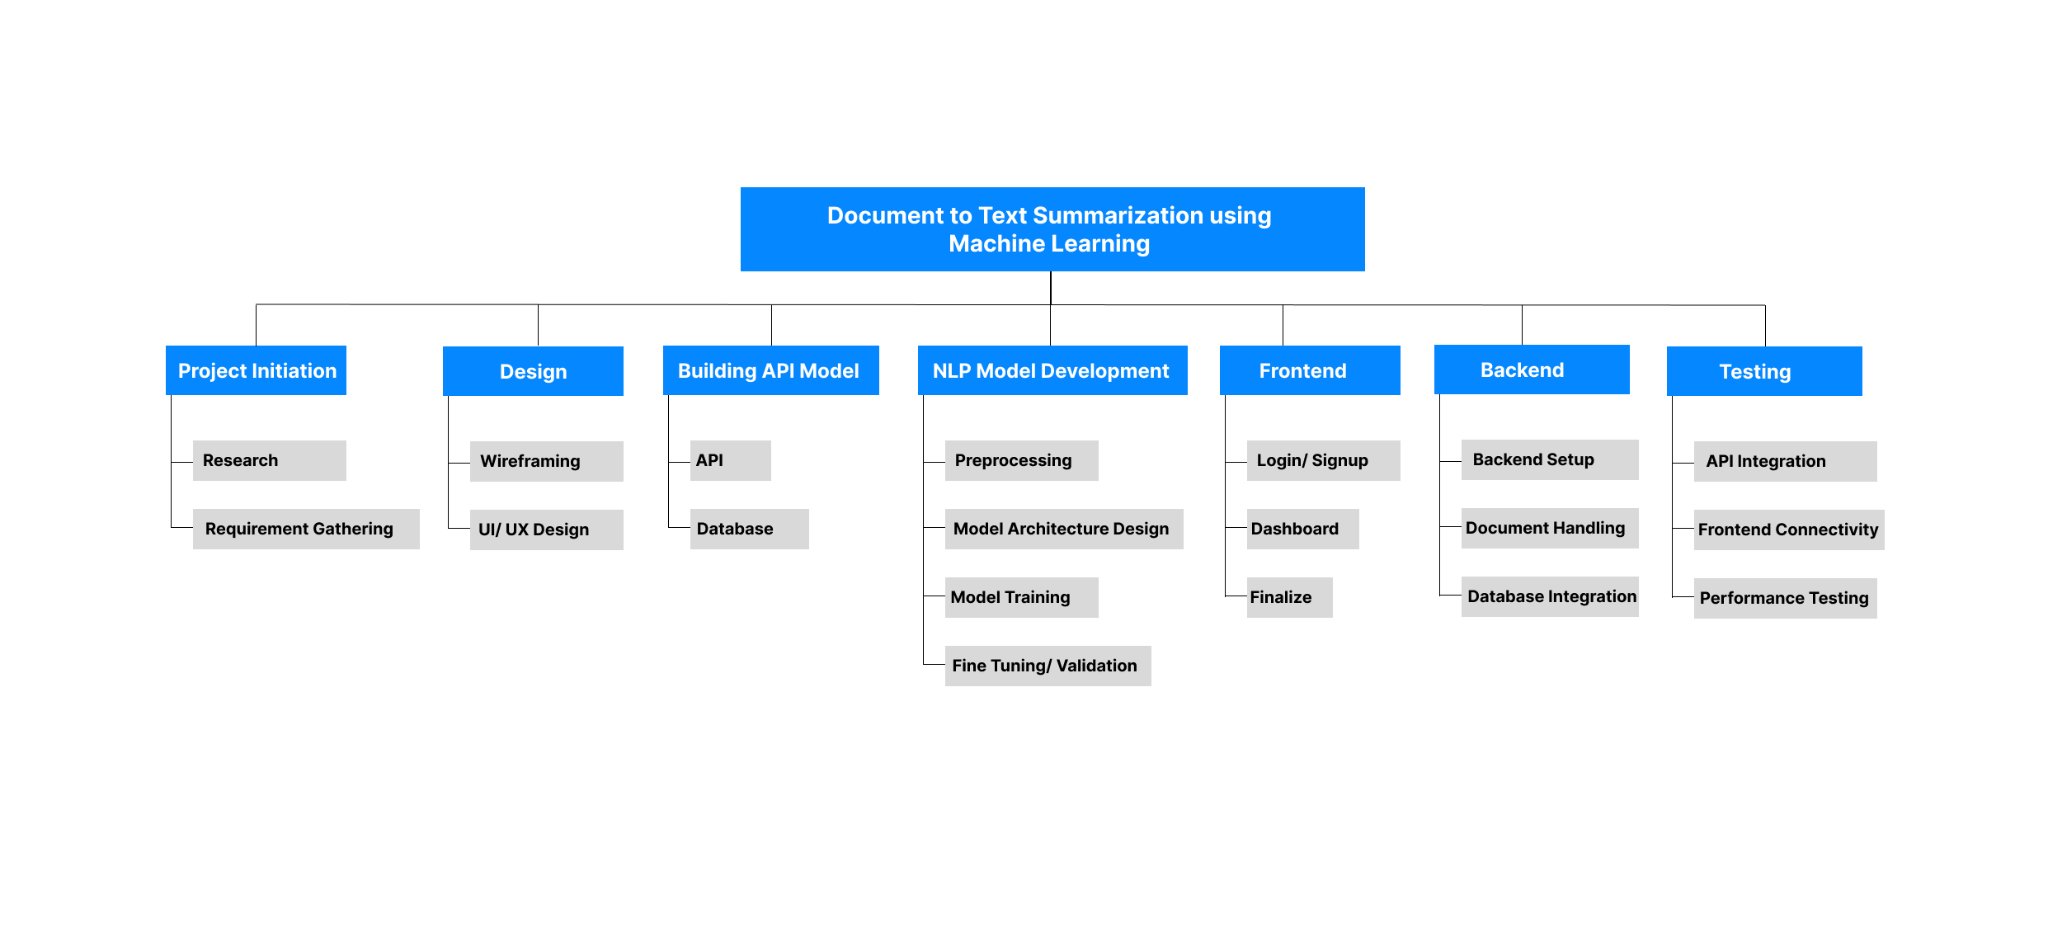 Document to Text Summarization using
Machine Learning
Project Initiation
Research
Requirement Gathering
Design
Wireframing
UI/ UX Design
Building API Model
API
Database
NLP Model Development
Preprocessing
Model Architecture Design
Model Training
Fine Tuning/ Validation
Frontend
Login/ Signup
Dashboard
Finalize
Backend
Backend Setup
Document Handling
Database Integration
Testing
API Integration
Frontend Connectivity
Performance Testing